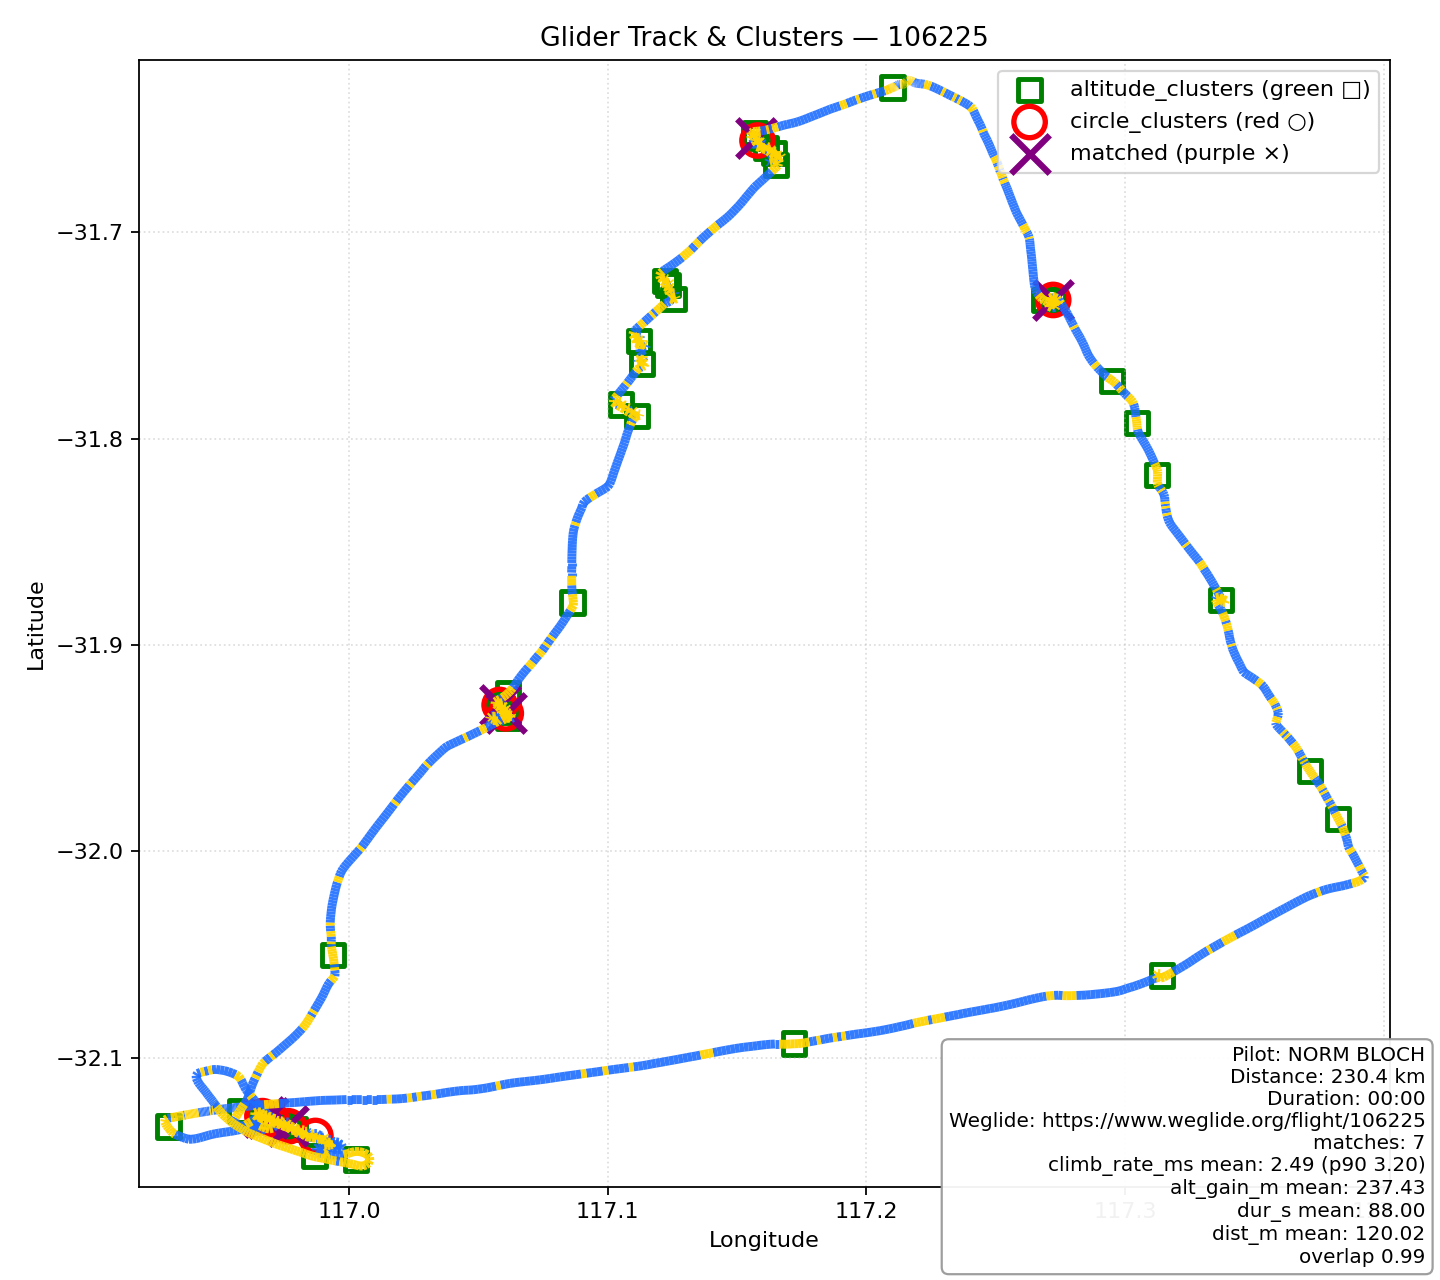 Glider Track & Clusters — 106225
altitude_clusters (green □)
circle_clusters (red ○)
matched (purple ×)
−31.7
−31.8
−31.9
−32.0
−32.1
Latitude
117.0
117.1
117.2
117.3
Longitude
Pilot: NORM BLOCH
Distance: 230.4 km
Duration: 00:00
Weglide: https://www.weglide.org/flight/106225
matches: 7
climb_rate_ms mean: 2.49 (p90 3.20)
alt_gain_m mean: 237.43
dur_s mean: 88.00
dist_m mean: 120.02
overlap 0.99